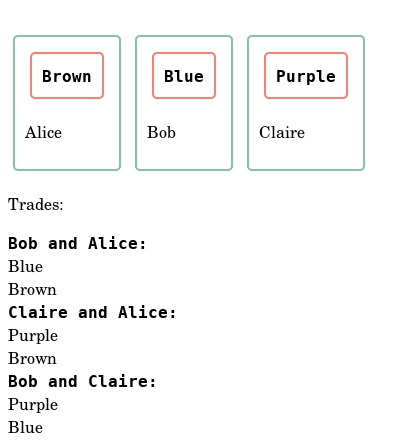 Brown Blue Purple
Alice Bob Claire
Trades:
Bob and Alice:
Blue
Brown
Claire and Alice:
Purple
Brown
Bob and Claire:
Purple
Blue